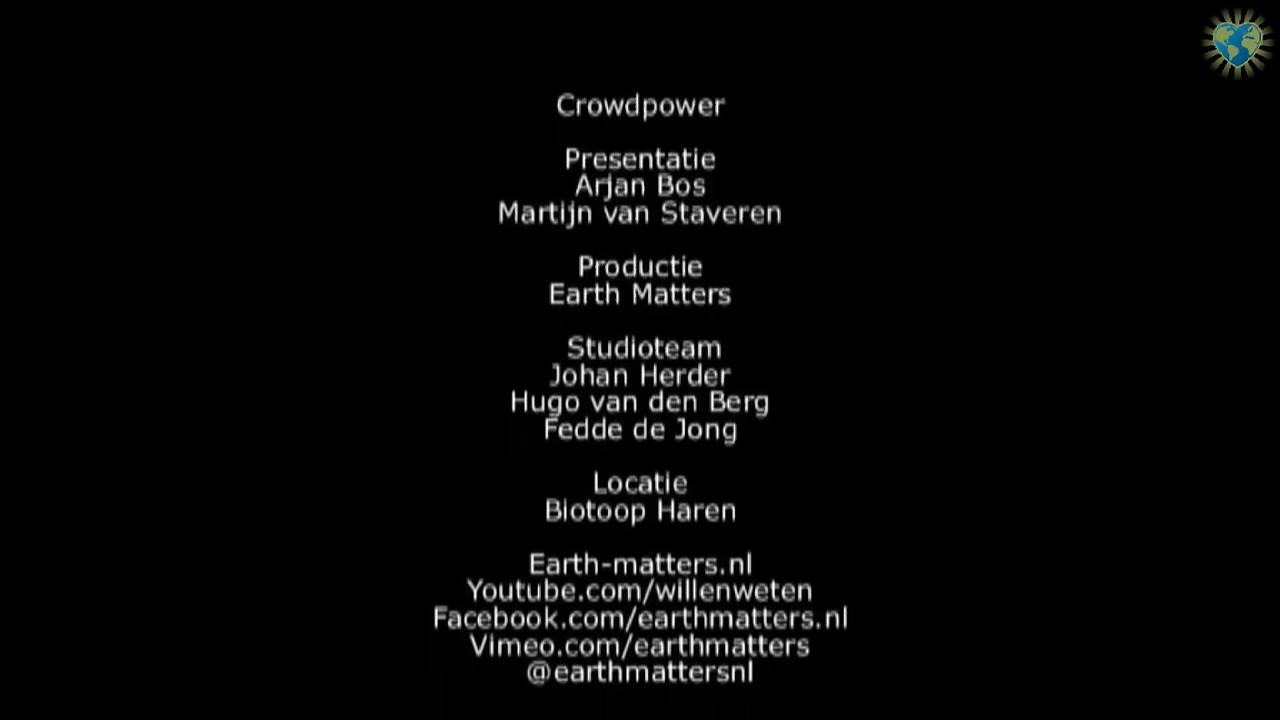 Crowdpower
Presentatie
Arjan Bos
Martijn van Staveren
Productie
Earth Matters
Studioteam
Johan Herder
Hugo van den Berg
Fedde de Jong
Locatie
Biotoop Haren
Earth-matters.nl
Youtube.com/willenweten
Facebook.com/earthmatters.nl
Vimeo.com/earthmatters
@earthmattersnl